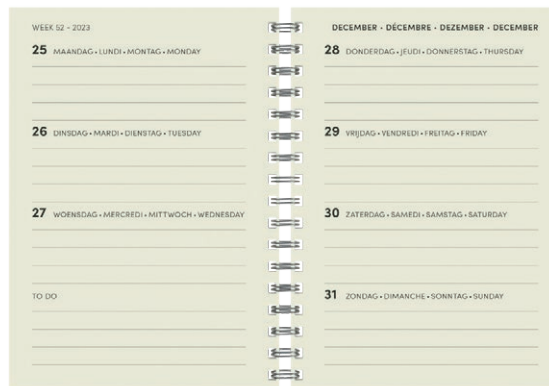 WEEK 52 - 2023
25 MAANDAG • LUNDI • MONTAG • MONDAY
26 DINSDAG • MARDI • DIENSTAG • TUESDAY
27 WOENSDAG • MERCREDI • MITTWOCH • WEDNESDAY
TO DO
DECEMBER • DÉCEMBRE • DEZEMBER • DECEMBER
28 DONDERDAG • JEUDI • DONNERSTAG • THURSDAY
29 VRIJDAG • VENDREDI • FREITAG • FRIDAY
30 ZATERDAG • SAMEDI • SAMSTAG • SATURDAY
31 ZONDAG • DIMANCHE • SONNTAG • SUNDAY